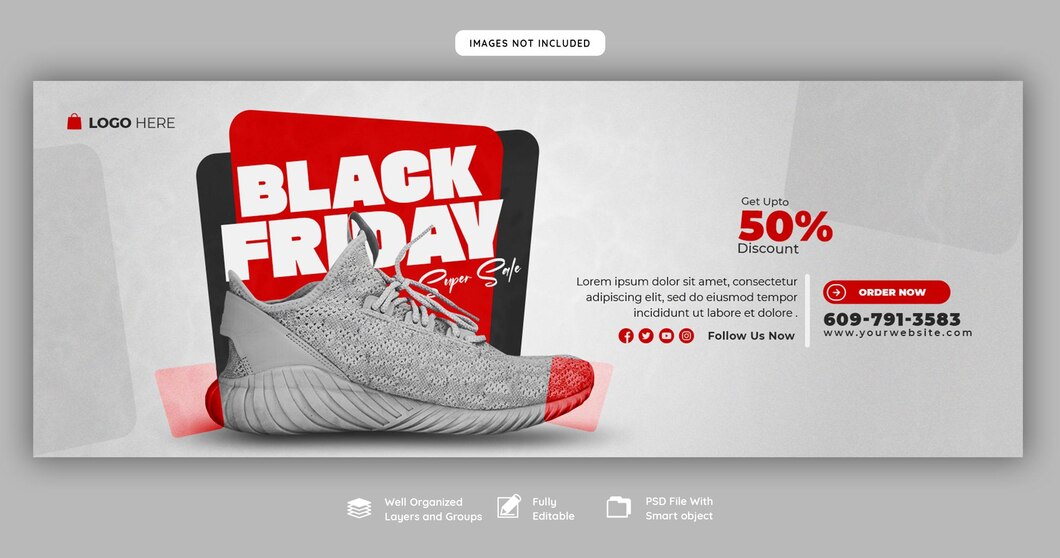 IMAGES NOT INCLUDED
LOGO HERE
BLACK
FRIDAY
Super Sale
Get Upto
50%
Discount
Lorem ipsum dolor sit amet, consectetur
adipiscing elit, sed do eiusmod tempor
incididunt ut labore et dolore .
Follow Us Now
ORDER NOW
609-791-3583
www.yourwebsite.com
Well Organized
Layers and Groups
Fully
Editable
PSD File With
Smart object